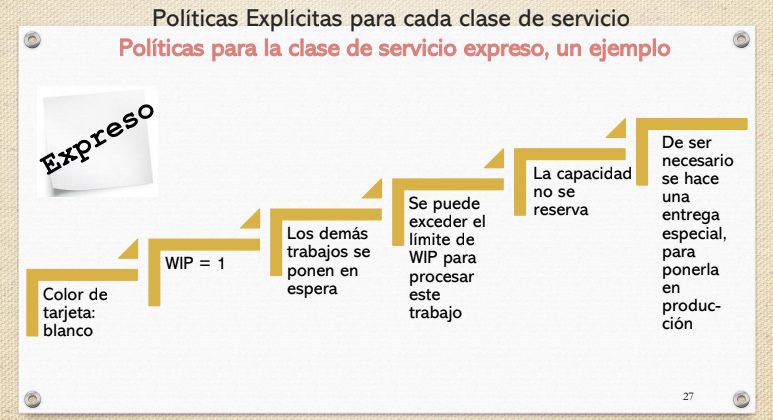 Políticas Explícitas para cada clase de servicio
Políticas para la clase de servicio expreso, un ejemplo
Expreso
Color de
tarjeta:
blanco
WIP = 1
Los demás
trabajos se
ponen en
espera
Se puede
exceder el
límite de
WIP para
procesar
este
trabajo
La capacidad
no se
reserva
De ser
necesario
se hace
una
entrega
especial,
para
ponerla
en
produc-
ción
27